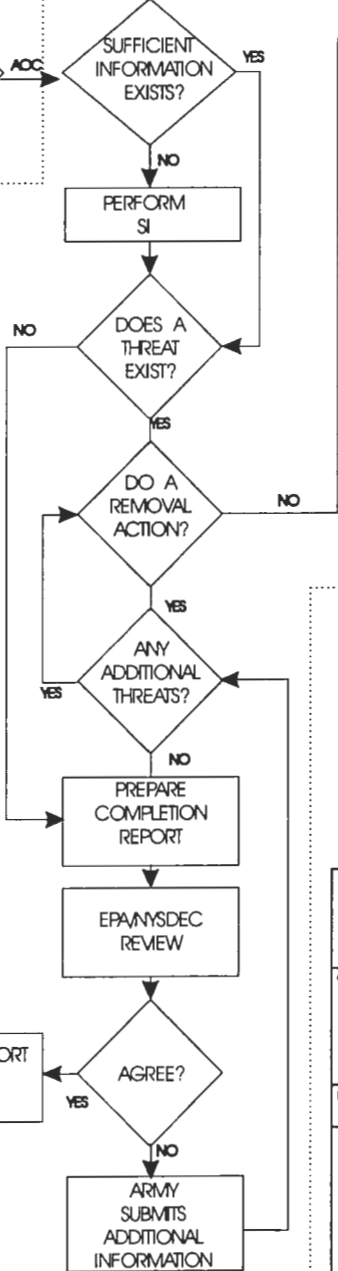 SUFFICIENT
INFORMATION
EXISTS?
AOC
YES
NO
PERFORM
SI
DOES A
THREAT
EXIST?
NO
YES
DO A
REMOVAL
ACTION?
NO
YES
ANY
ADDITIONAL
THREATS?
YES
NO
PREPARE
COMPLETION
REPORT
EPA/NYSDEC
REVIEW
AGREE?
ORT
YES
NO
ARMY
SUBMITS
ADDITIONAL
INFORMATION